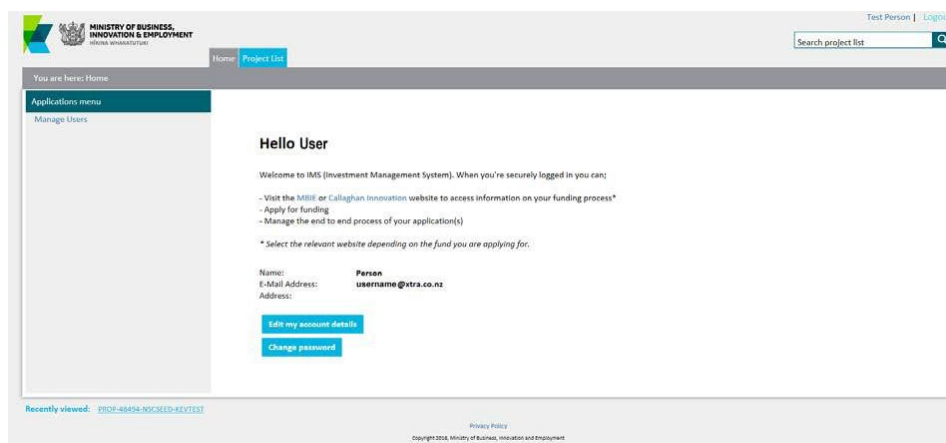 Test Person | Logou
MINISTRY OF BUSINESS,
INNOVATION & EMPLOYMENT
HĪKINA WHAKATUTUKI
Search project list
Home Project List
You are here: Home
Applications menu
Manage Users
Hello User
Welcome to IMS (Investment Management System). When you're securely logged in you can;
- Visit the MBIE or Callaghan Innovation website to access information on your funding process*
- Apply for funding
- Manage the end to end process of your application(s)
* Select the relevant website depending on the fund you are applying for.
Name: Person
E-Mail Address: username@xtra.co.nz
Address:
Edit my account details
Change password
Recently viewed: PROP-48494-NSCSEED-KEVTEST
Privacy Policy
Copyright 2016, Ministry of Business, Innovation and Employment